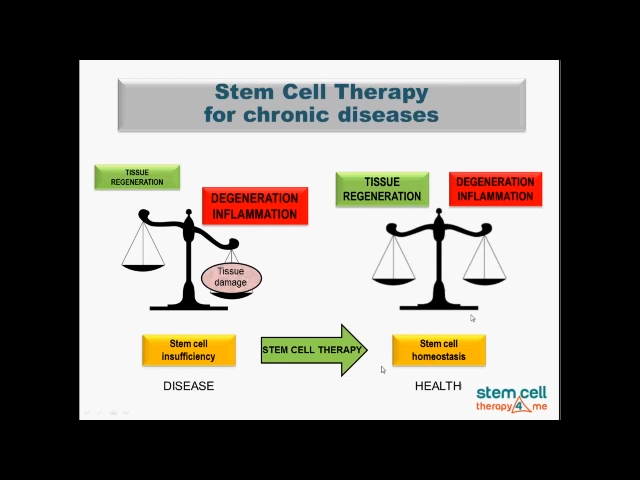 Stem Cell Therapy
for chronic diseases
TISSUE
REGENERATION
DEGENERATION
INFLAMMATION
Tissue
damage
Stem cell
insufficiency
DISEASE
STEM CELL THERAPY
TISSUE
REGENERATION
DEGENERATION
INFLAMMATION
Stem cell
homeostasis
HEALTH
stem cell
therapy4me